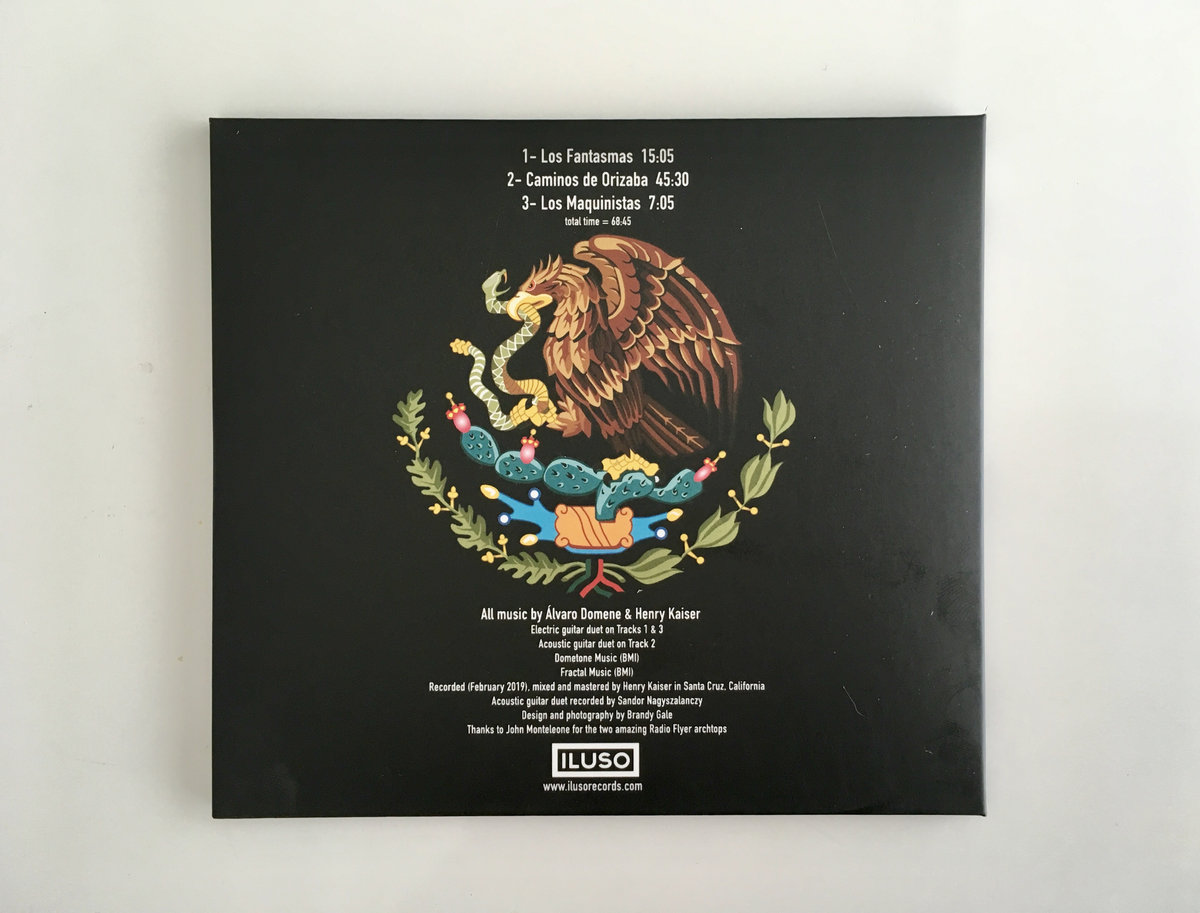 1- Los Fantasmas 15:05
2- Caminos de Orizaba 45:30
3- Los Maquinistas 7:05
total time = 68:45
All music by Álvaro Domene & Henry Kaiser
Electric guitar duet on Tracks 1 & 3
Acoustic guitar duet on Track 2
Dometone Music (BMI)
Fractal Music (BMI)
Recorded (February 2019), mixed and mastered by Henry Kaiser in Santa Cruz, California
Acoustic guitar duet recorded by Sandor Nagyszalanczy
Design and photography by Brandy Gale
Thanks to John Monteleone for the two amazing Radio Flyer archtops
ILUSO
www.ilusorecords.com